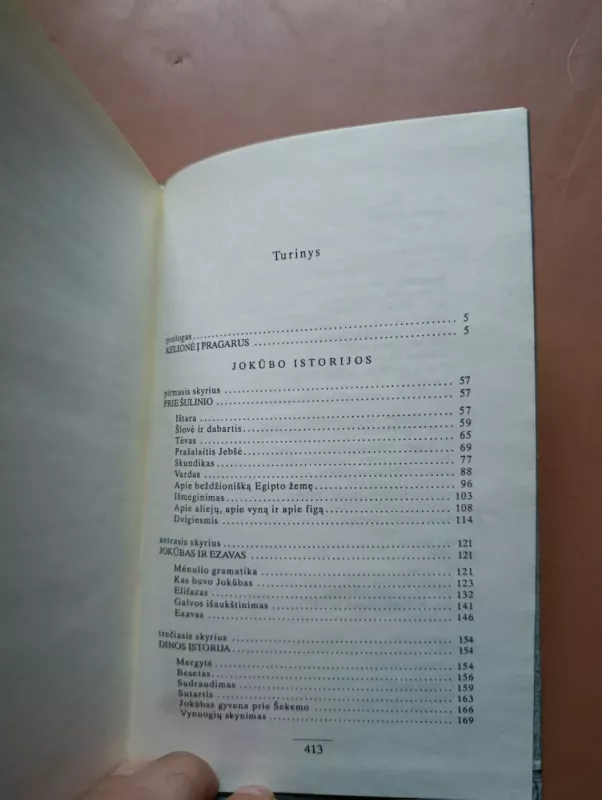 Turinys
prologas 5
KELIONĖ Į PRAGARUS 5
JOKŪBO ISTORIJOS
pirmasis skyrius 57
PRIE ŠULINIO 57
Ištara 57
Šlovė ir dabartis 59
Tėvas 65
Prašalaitis Jebšė 69
Skundikas 77
Vardas 88
Apie beždžionišką Egipto žemę 96
Išmėginimas 103
Apie aliejų, apie vyną ir apie figą 108
Dvigiesmis 114
antrasis skyrius 121
JOKŪBAS IR EZAVAS 121
Mėnulio gramatika 121
Kas buvo Jokūbas 123
Elifazas 132
Galvos išaukštinimas 141
Ezavas 146
trečiasis skyrius 154
DINOS ISTORIJA 154
Mergytė 154
Besetas 156
Sudraudimas 159
Sutartis 163
Jokūbas gyvena prie Šekemo 166
Vynuogių skynimas 169
413